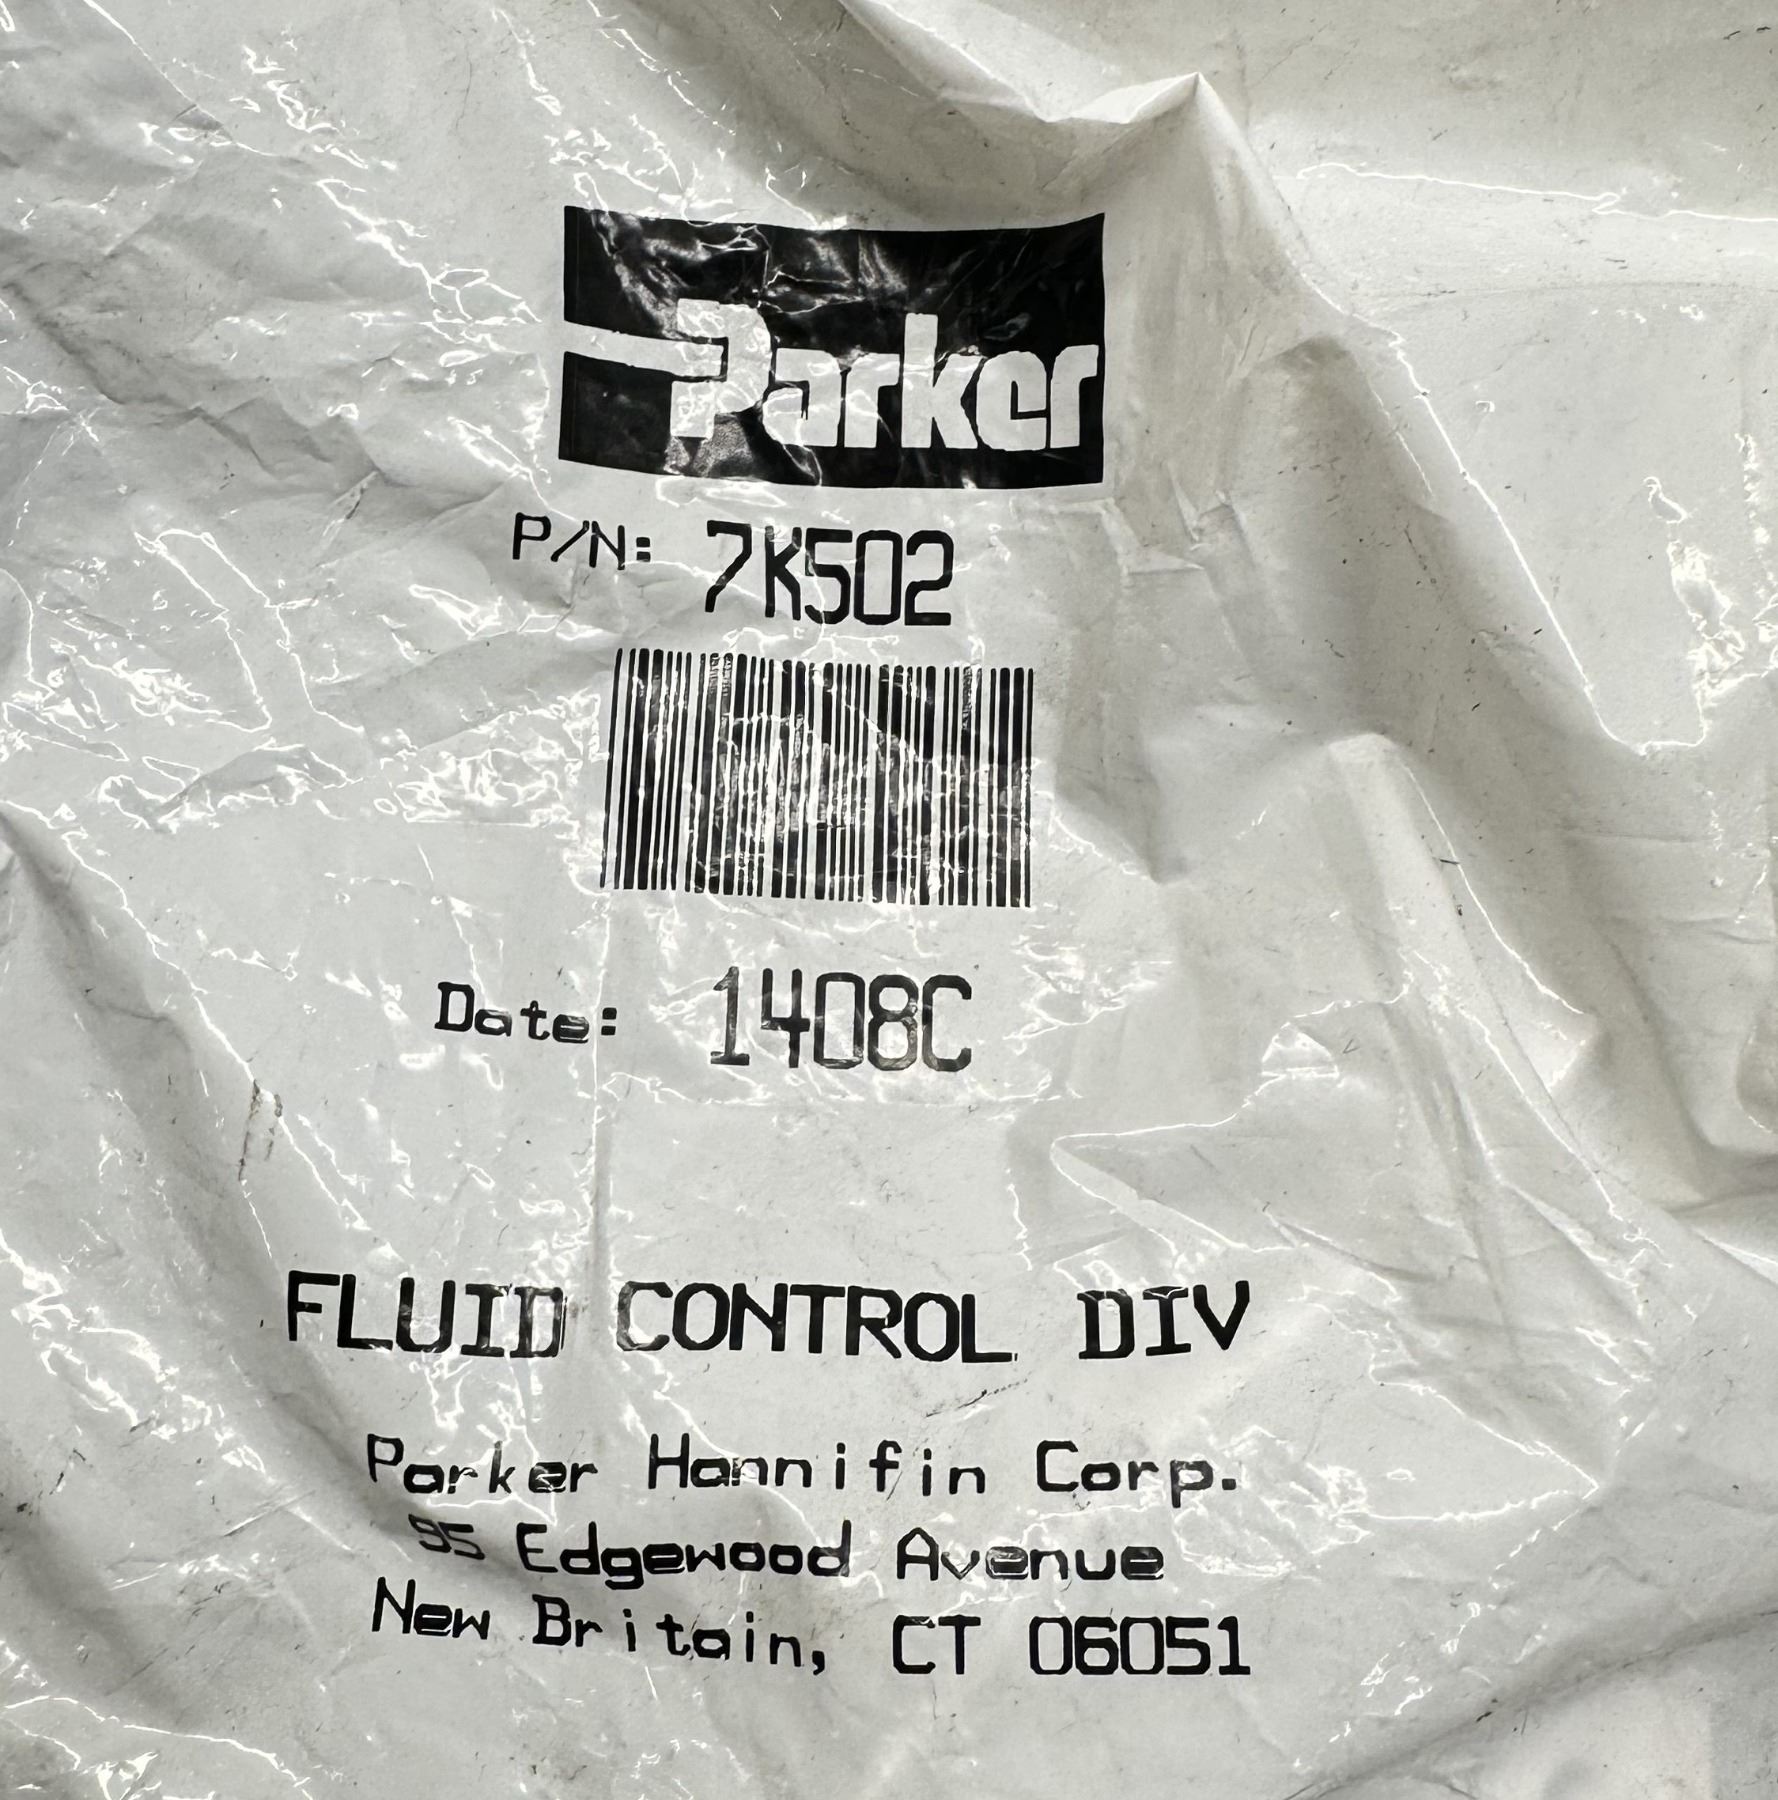 Parker
P/N: 7K502
Date: 1408C
FLUID CONTROL DIV
Parker Hannifin Corp.
95 Edgewood Avenue
New Britain, CT 06051